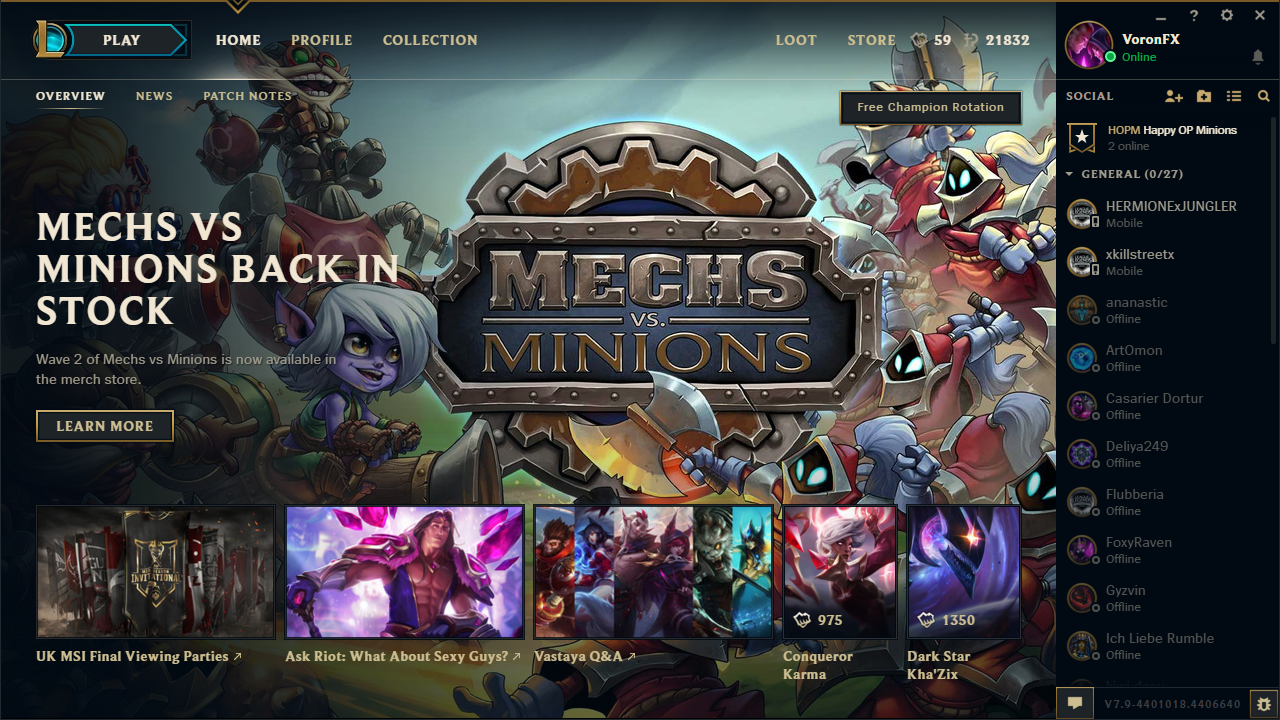 PLAY
HOME
PROFILE
COLLECTION
LOOT
STORE
59
21832
?
VoronFX
Online
OVERVIEW
NEWS
PATCH NOTES
Free Champion Rotation
SOCIAL
HOPM Happy OP Minions
2 online
GENERAL (0/27)
HERMIONExJUNGLER
Mobile
xkillstreetx
Mobile
ananastic
Offline
ArtOmon
Offline
Casarier Dortur
Offline
Deliya249
Offline
Flubberia
Offline
FoxyRaven
Offline
Gyzvin
Offline
Ich Liebe Rumble
Offline
MECHS VS
MINIONS BACK IN
STOCK
Wave 2 of Mechs vs Minions is now available in
the merch store.
LEARN MORE
MECHS
VS.
MINIONS
INVITATIONAL
975
1350
UK MSI Final Viewing Parties ↗
Ask Riot: What About Sexy Guys? ↗
Vastaya Q&A ↗
Conqueror
Karma
Dark Star
Kha'Zix
V7.9-4401018.4406640